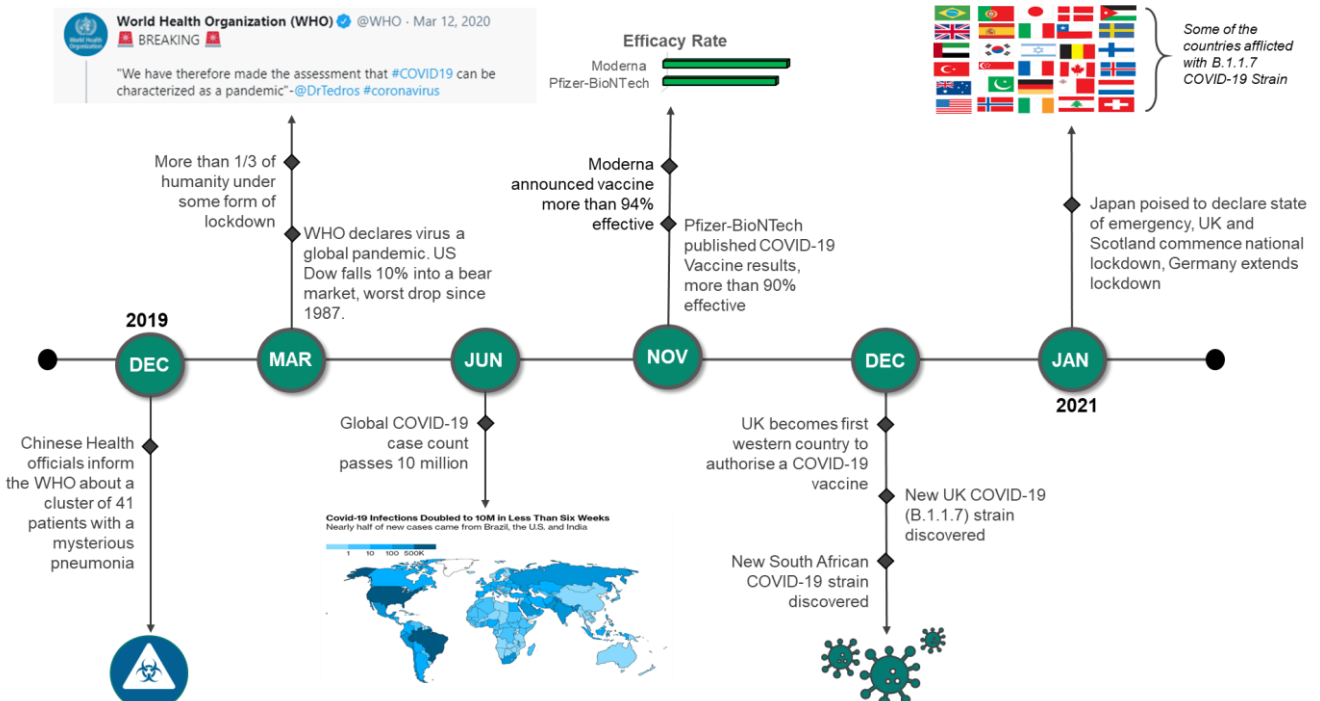 World Health Organization (WHO) @WHO · Mar 12, 2020
🚨 BREAKING 🚨
"We have therefore made the assessment that #COVID19 can be
characterized as a pandemic"-@DrTedros #coronavirus
World Health
Organization
More than 1/3 of
humanity under
some form of
lockdown
WHO declares virus a
global pandemic. US
Dow falls 10% into a bear
market, worst drop since
1987.
Efficacy Rate
Moderna
Pfizer-BioNTech
Moderna
announced vaccine
more than 94%
effective
Pfizer-BioNTech
published COVID-19
Vaccine results,
more than 90%
effective
Some of the
countries afflicted
with B.1.1.7
COVID-19 Strain
Japan poised to declare state
of emergency, UK and
Scotland commence national
lockdown, Germany extends
lockdown
2019
DEC
MAR
JUN
NOV
DEC
JAN
2021
Chinese Health
officials inform
the WHO about a
cluster of 41
patients with a
mysterious
pneumonia
Global COVID-19
case count
passes 10 million
Covid-19 Infections Doubled to 10M in Less Than Six Weeks
Nearly half of new cases came from Brazil, the U.S. and India
1 10 100 500K
UK becomes first
western country to
authorise a COVID-19
vaccine
New UK COVID-19
(B.1.1.7) strain
discovered
New South African
COVID-19 strain
discovered